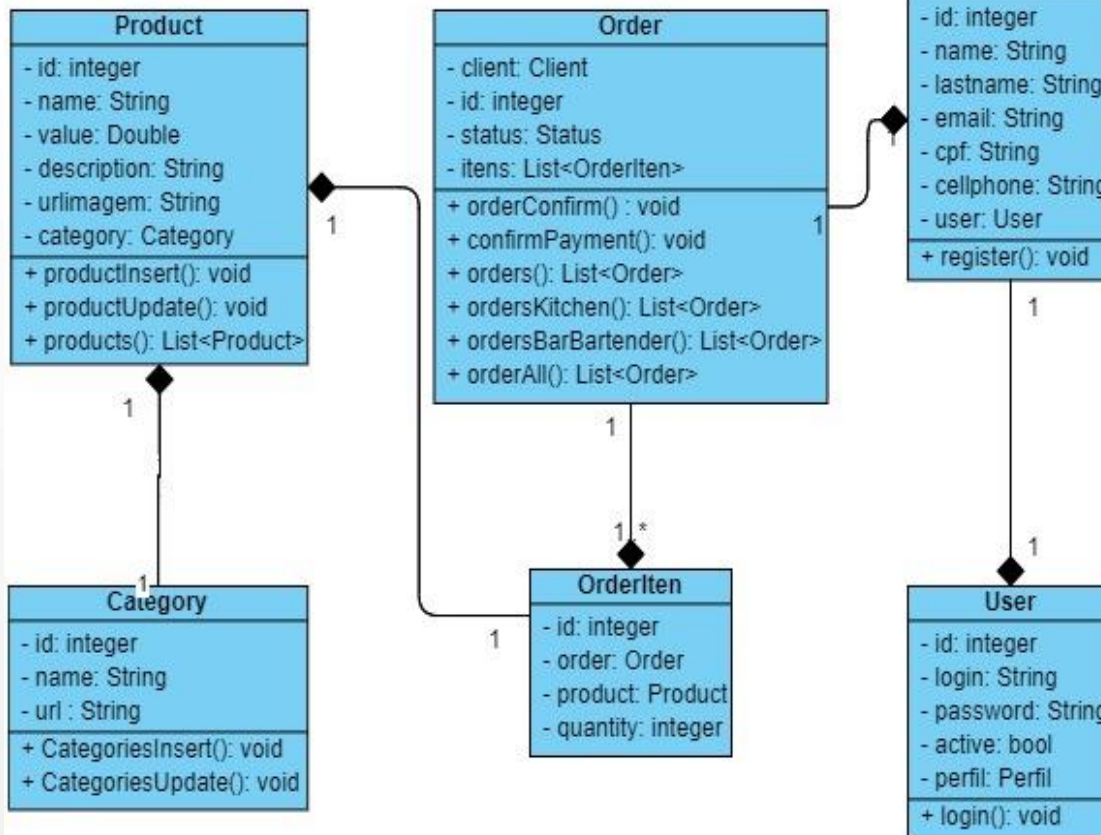 Product
- id: integer
- name: String
- value: Double
- description: String
- urlimagem: String
- category: Category
+ productInsert(): void
+ productUpdate(): void
+ products(): List<Product>
Order
- client: Client
- id: integer
- status: Status
- itens: List<OrderIten>
+ orderConfirm() : void
+ confirmPayment(): void
+ orders(): List<Order>
+ ordersKitchen(): List<Order>
+ ordersBarBartender(): List<Order>
+ orderAll(): List<Order>
- id: integer
- name: String
- lastname: String
- email: String
- cpf: String
- cellphone: String
- user: User
+ register(): void
1
1
1
1
1
1
1
1..*
1
1
1
Category
- id: integer
- name: String
- url : String
+ CategoriesInsert(): void
+ CategoriesUpdate(): void
OrderIten
- id: integer
- order: Order
- product: Product
- quantity: integer
User
- id: integer
- login: String
- password: String
- active: bool
- perfil: Perfil
+ login(): void